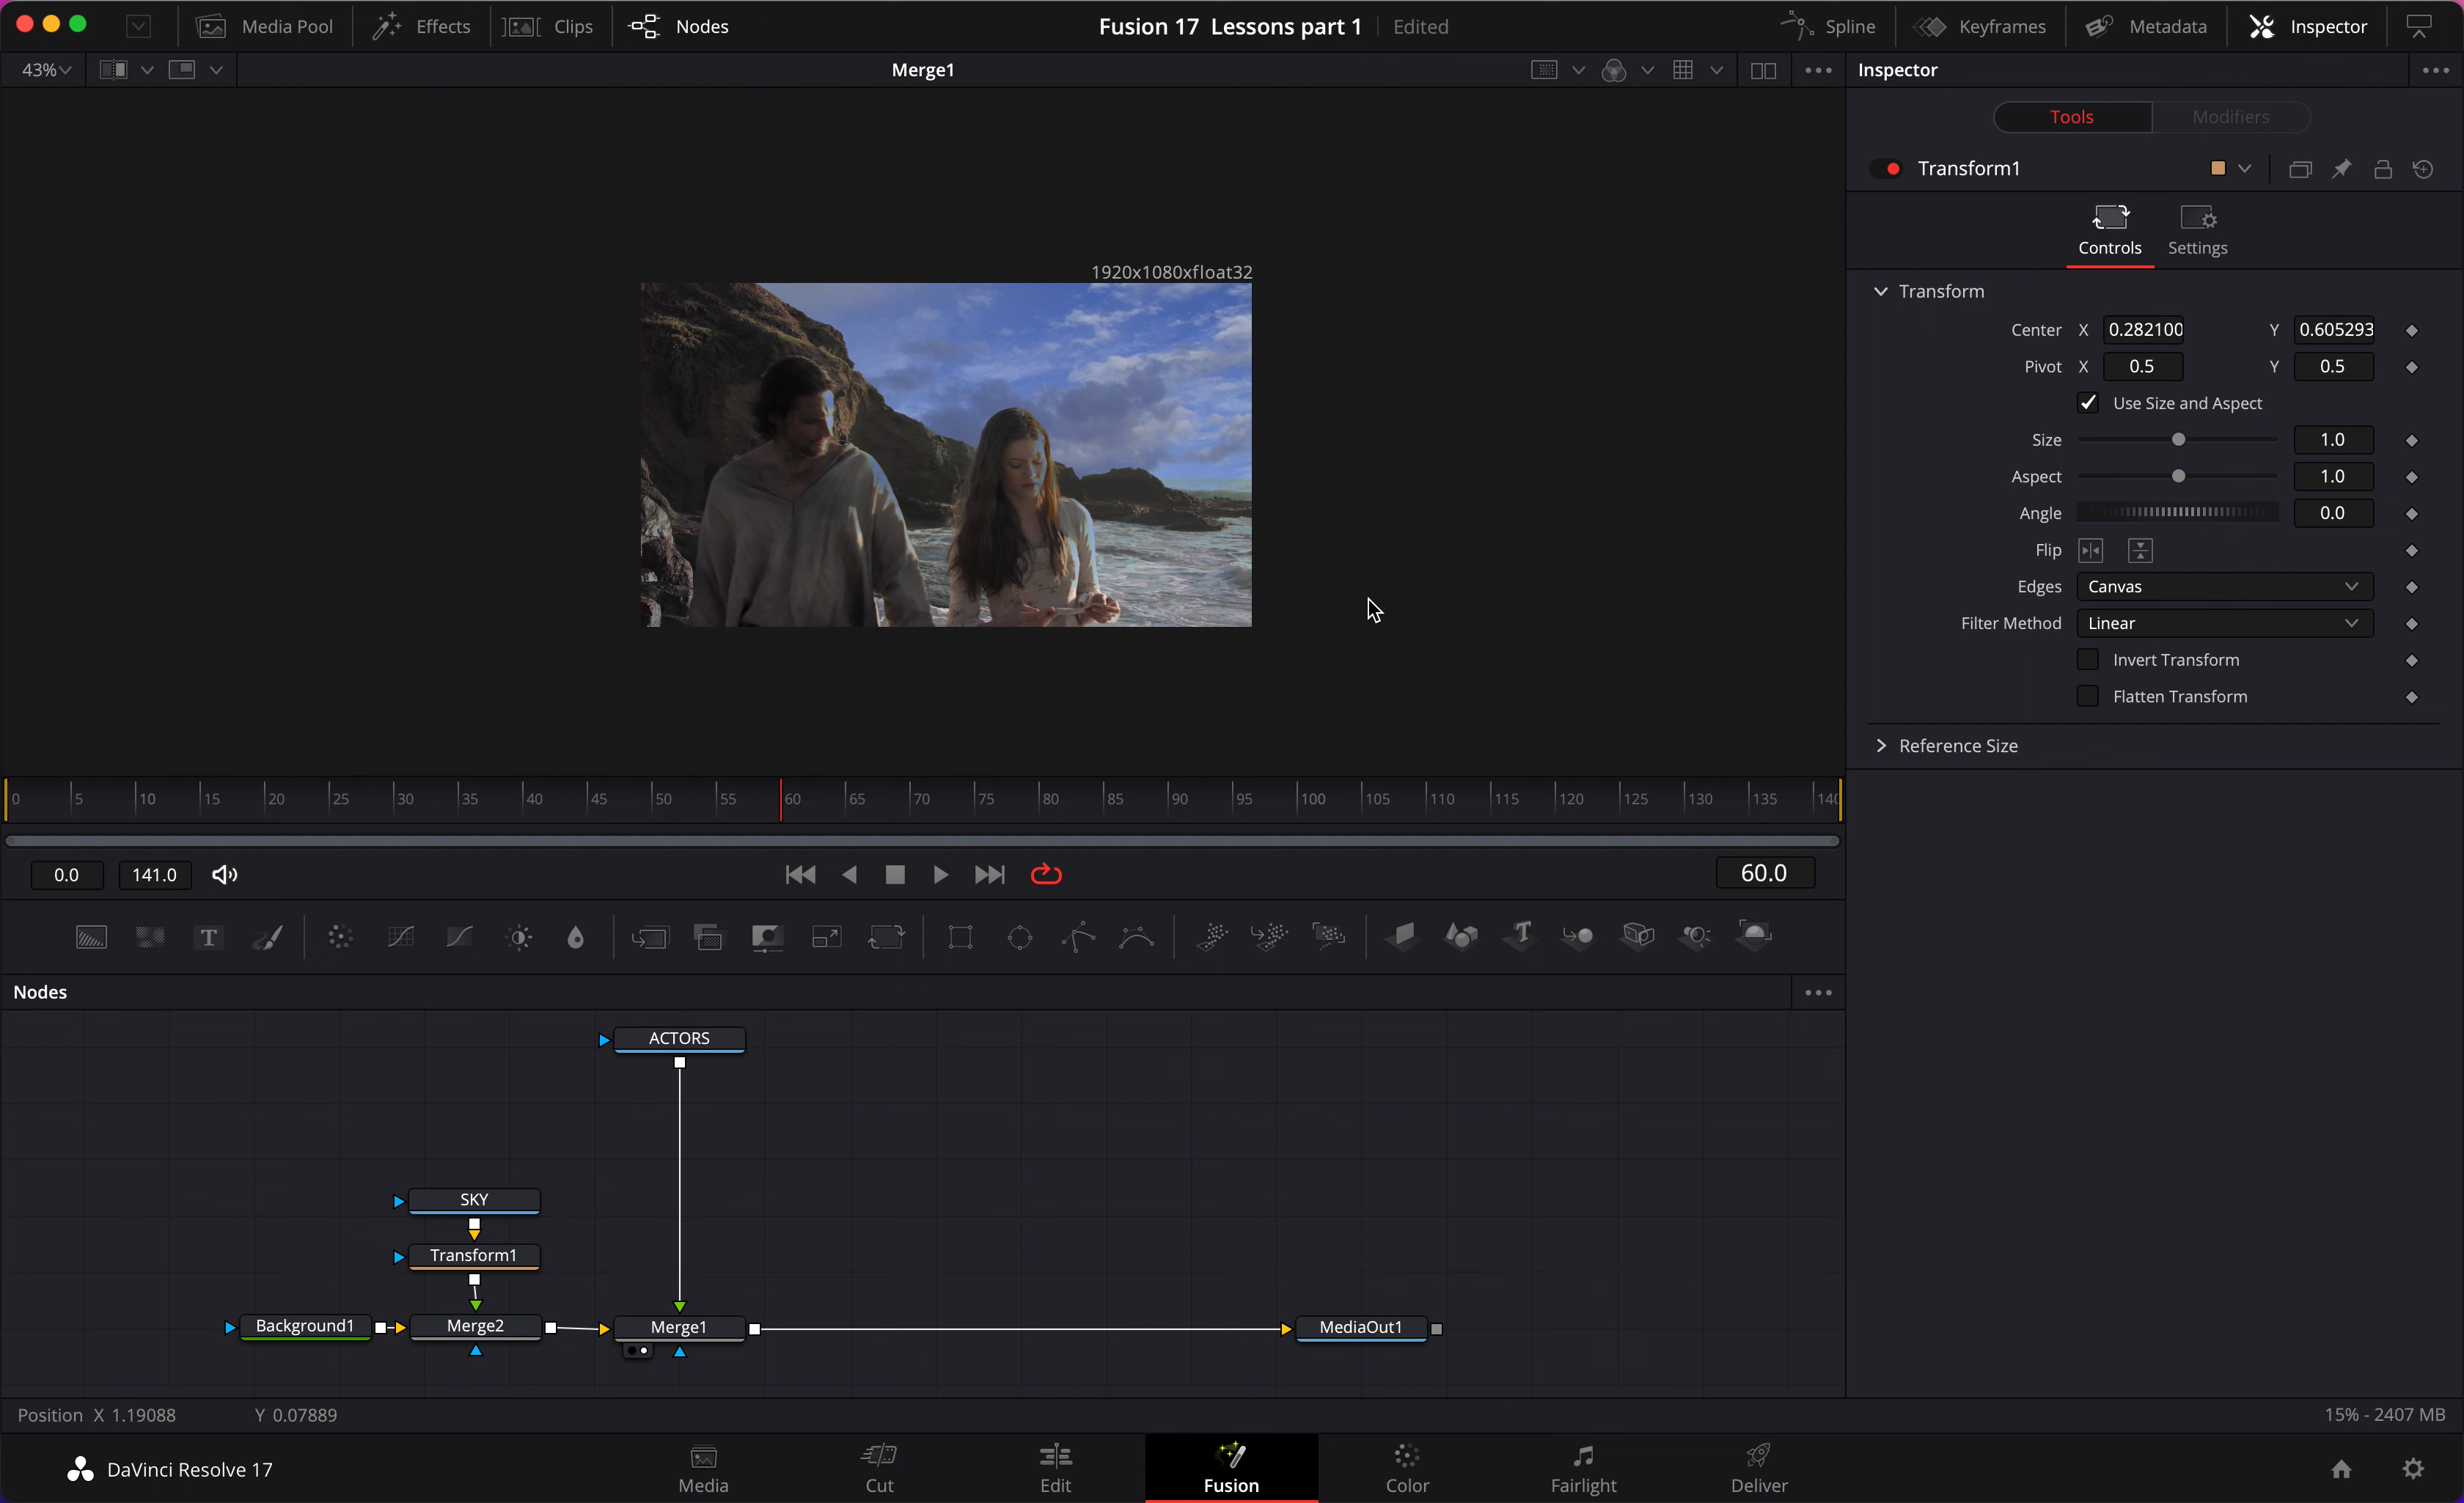 Media Pool Effects Clips Nodes Fusion 17 Lessons part 1 Edited Spline Keyframes Metadata Inspector
43% Merge1 Inspector
Tools Modifiers
Transform1
Controls Settings
1920x1080xfloat32
Transform
Center X 0.282100 Y 0.605293
Pivot X 0.5 Y 0.5
Use Size and Aspect
Size 1.0
Aspect 1.0
Angle 0.0
Flip
Edges Canvas
Filter Method Linear
Invert Transform
Flatten Transform
Reference Size
0 5 10 15 20 25 30 35 40 45 50 55 60 65 70 75 80 85 90 95 100 105 110 115 120 125 130 135 140
0.0 141.0 60.0
T
Nodes
ACTORS
SKY
Transform1
Background1 Merge2 Merge1 MediaOut1
Position X 1.19088 Y 0.07889 15% - 2407 MB
DaVinci Resolve 17 Media Cut Edit Fusion Color Fairlight Deliver